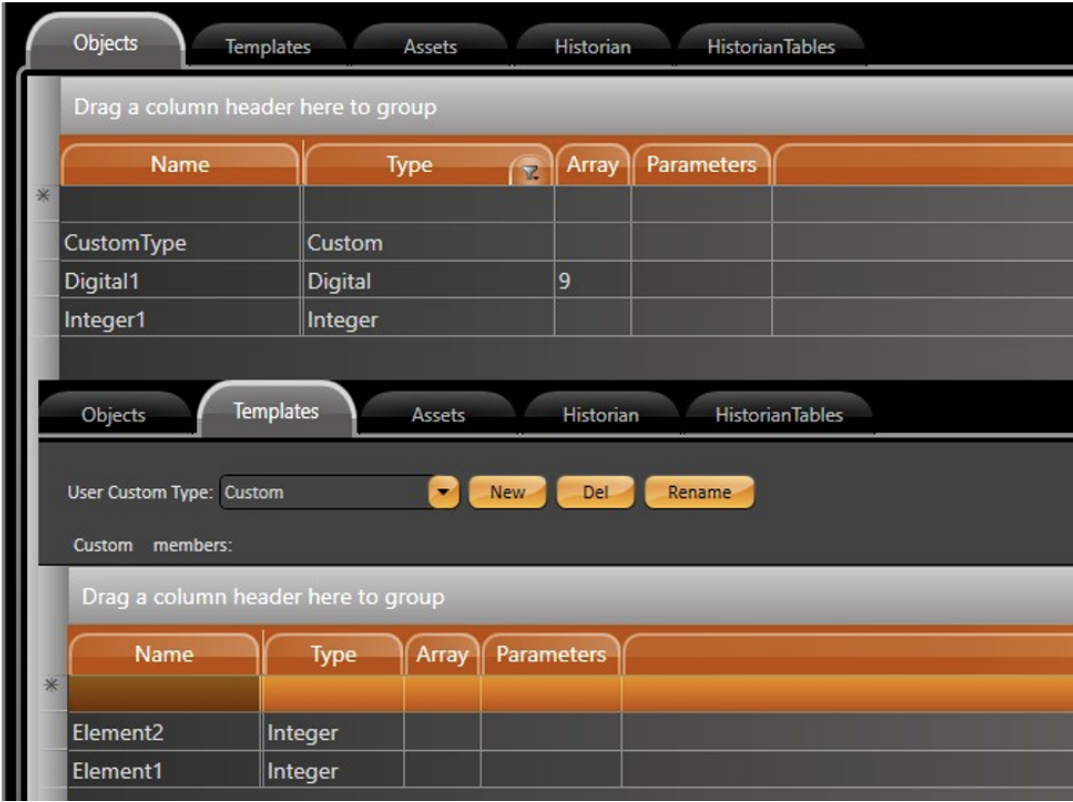 Objects Templates Assets Historian HistorianTables
Drag a column header here to group
Name Type Array Parameters
CustomType Custom
Digital1 Digital 9
Integer1 Integer
Objects Templates Assets Historian HistorianTables
User Custom Type: Custom New Del Rename
Custom members:
Drag a column header here to group
Name Type Array Parameters
Element2 Integer
Element1 Integer